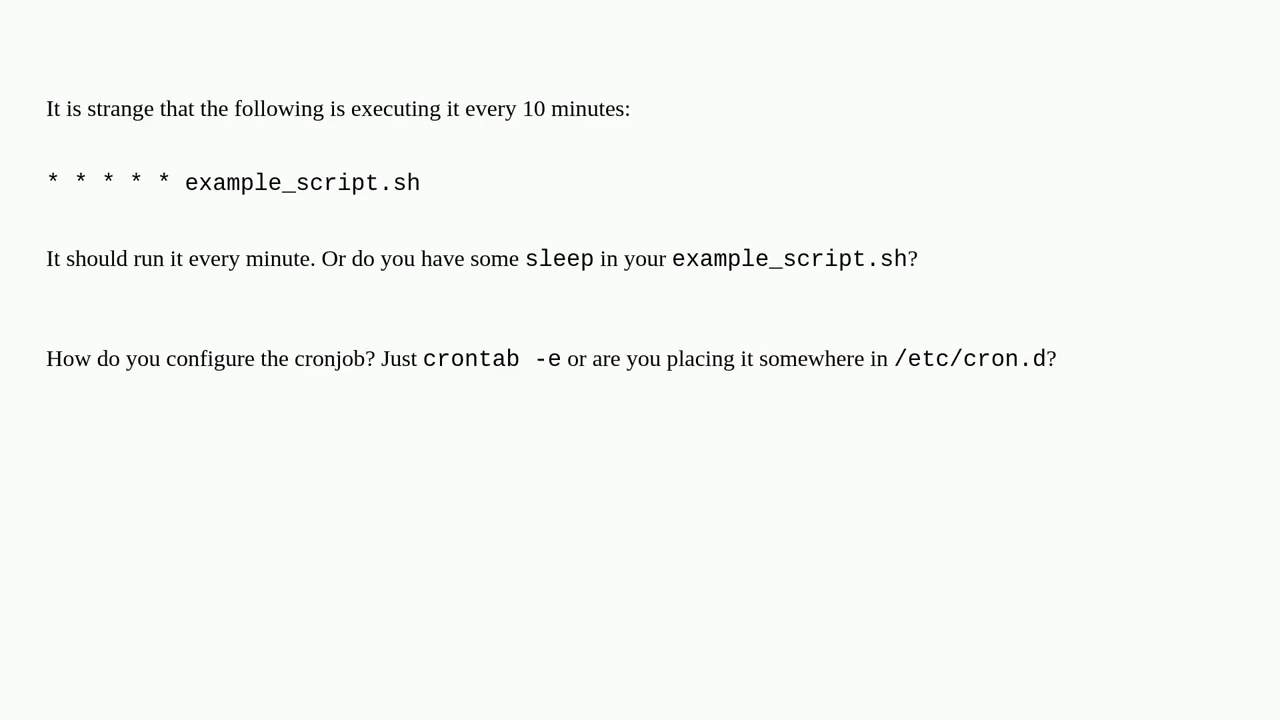 It is strange that the following is executing it every 10 minutes:
* * * * * example_script.sh
It should run it every minute. Or do you have some sleep in your example_script.sh?
How do you configure the cronjob? Just crontab -e or are you placing it somewhere in /etc/cron.d?